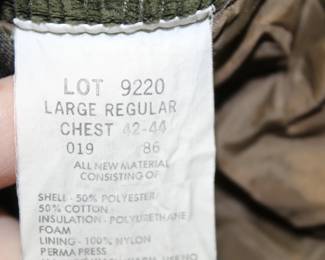 LOT 9220
LARGE REGULAR
CHEST 42-44
019 86
ALL NEW MATERIAL
CONSISTING OF
SHELL - 50% POLYESTER/
50% COTTON
INSULATION - POLYURETHANE
FOAM
LINING - 100% NYLON
PERMA PRESS